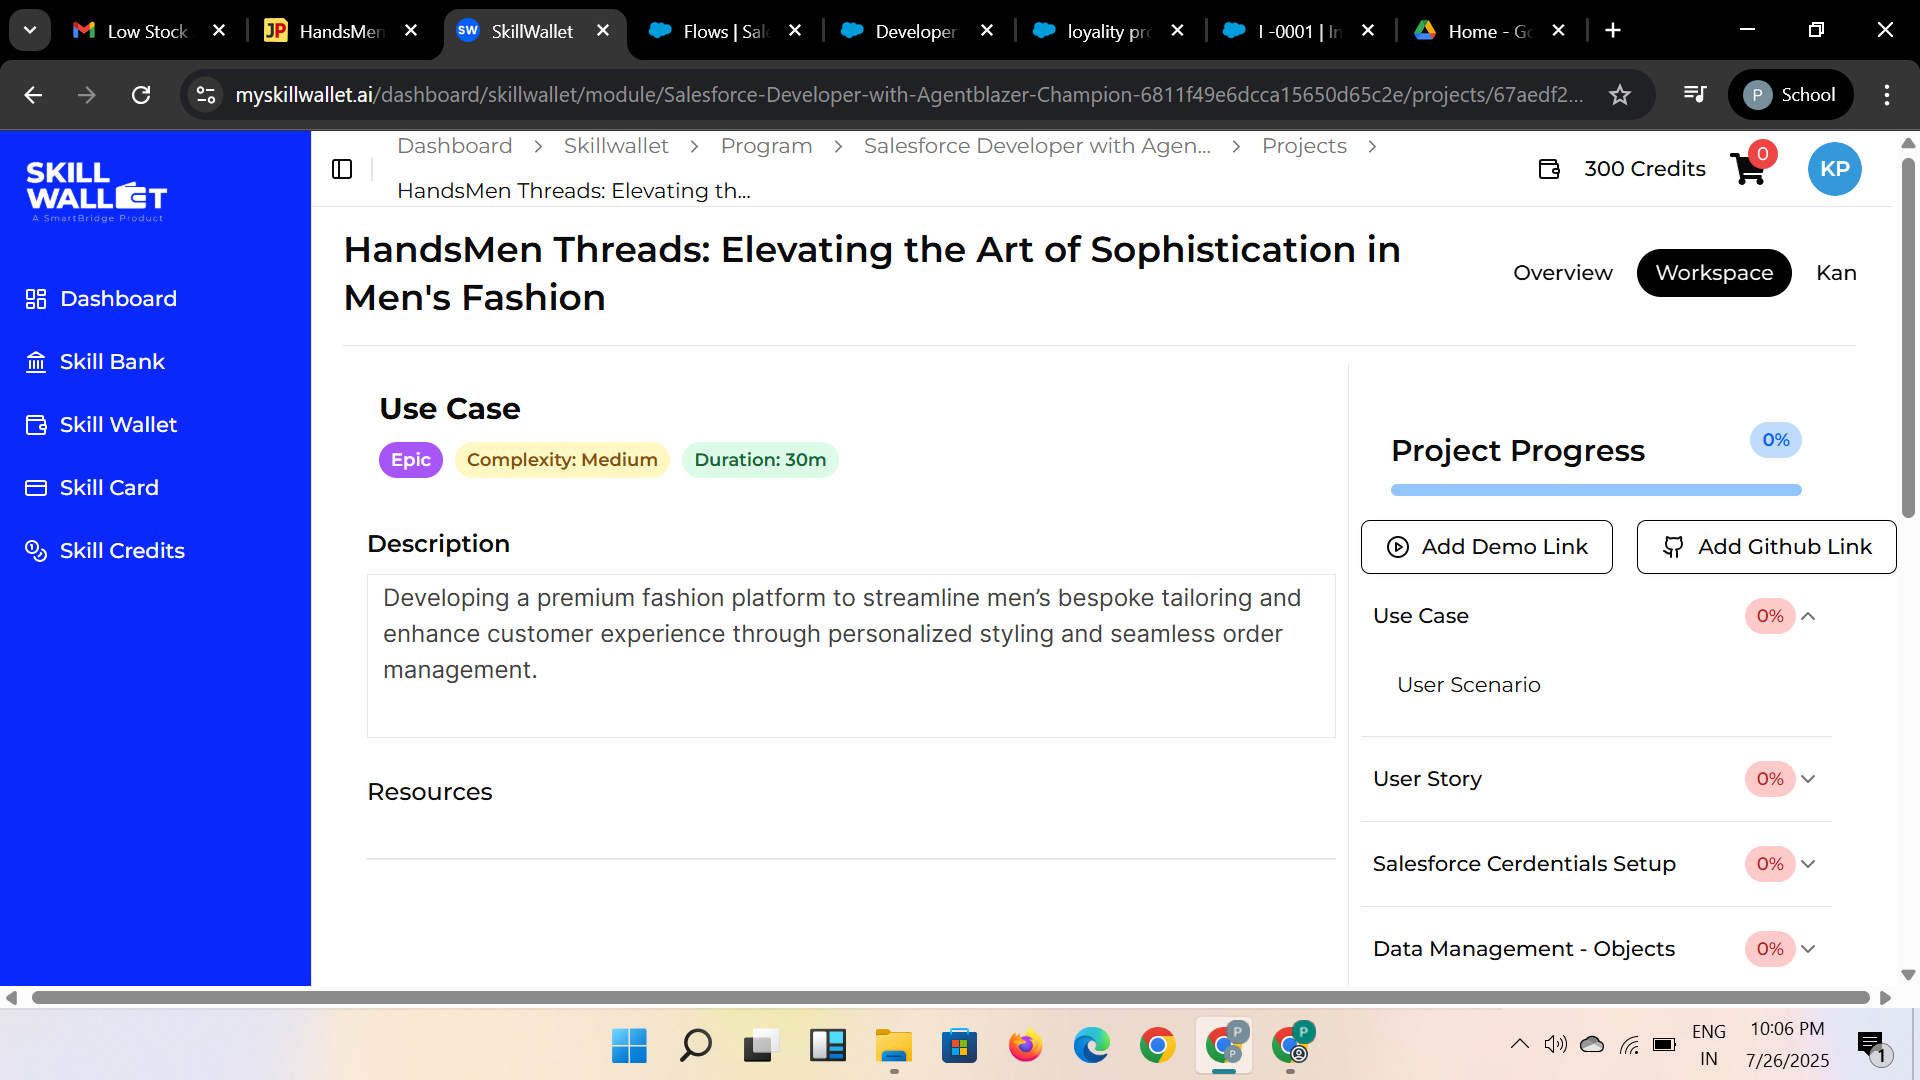 Low Stock
HandsMen
SkillWallet
Flows | Sal
Developer
loyality pro
I -0001 | In
Home - Go
myskillwallet.ai/dashboard/skillwallet/module/Salesforce-Developer-with-Agentblazer-Champion-6811f49e6dcca15650d65c2e/projects/67aedf2...
P School
SKILL
WALLET
A SmartBridge Product
Dashboard
Skill Bank
Skill Wallet
Skill Card
Skill Credits
Dashboard > Skillwallet > Program > Salesforce Developer with Agen... > Projects >
HandsMen Threads: Elevating th...
300 Credits
0
KP
HandsMen Threads: Elevating the Art of Sophistication in
Men's Fashion
Overview
Workspace
Kan
Use Case
Epic
Complexity: Medium
Duration: 30m
Description
Developing a premium fashion platform to streamline men’s bespoke tailoring and
enhance customer experience through personalized styling and seamless order
management.
Resources
Project Progress
0%
Add Demo Link
Add Github Link
Use Case
0%
User Scenario
User Story
0%
Salesforce Cerdentials Setup
0%
Data Management - Objects
0%
ENG
IN
10:06 PM
7/26/2025
1